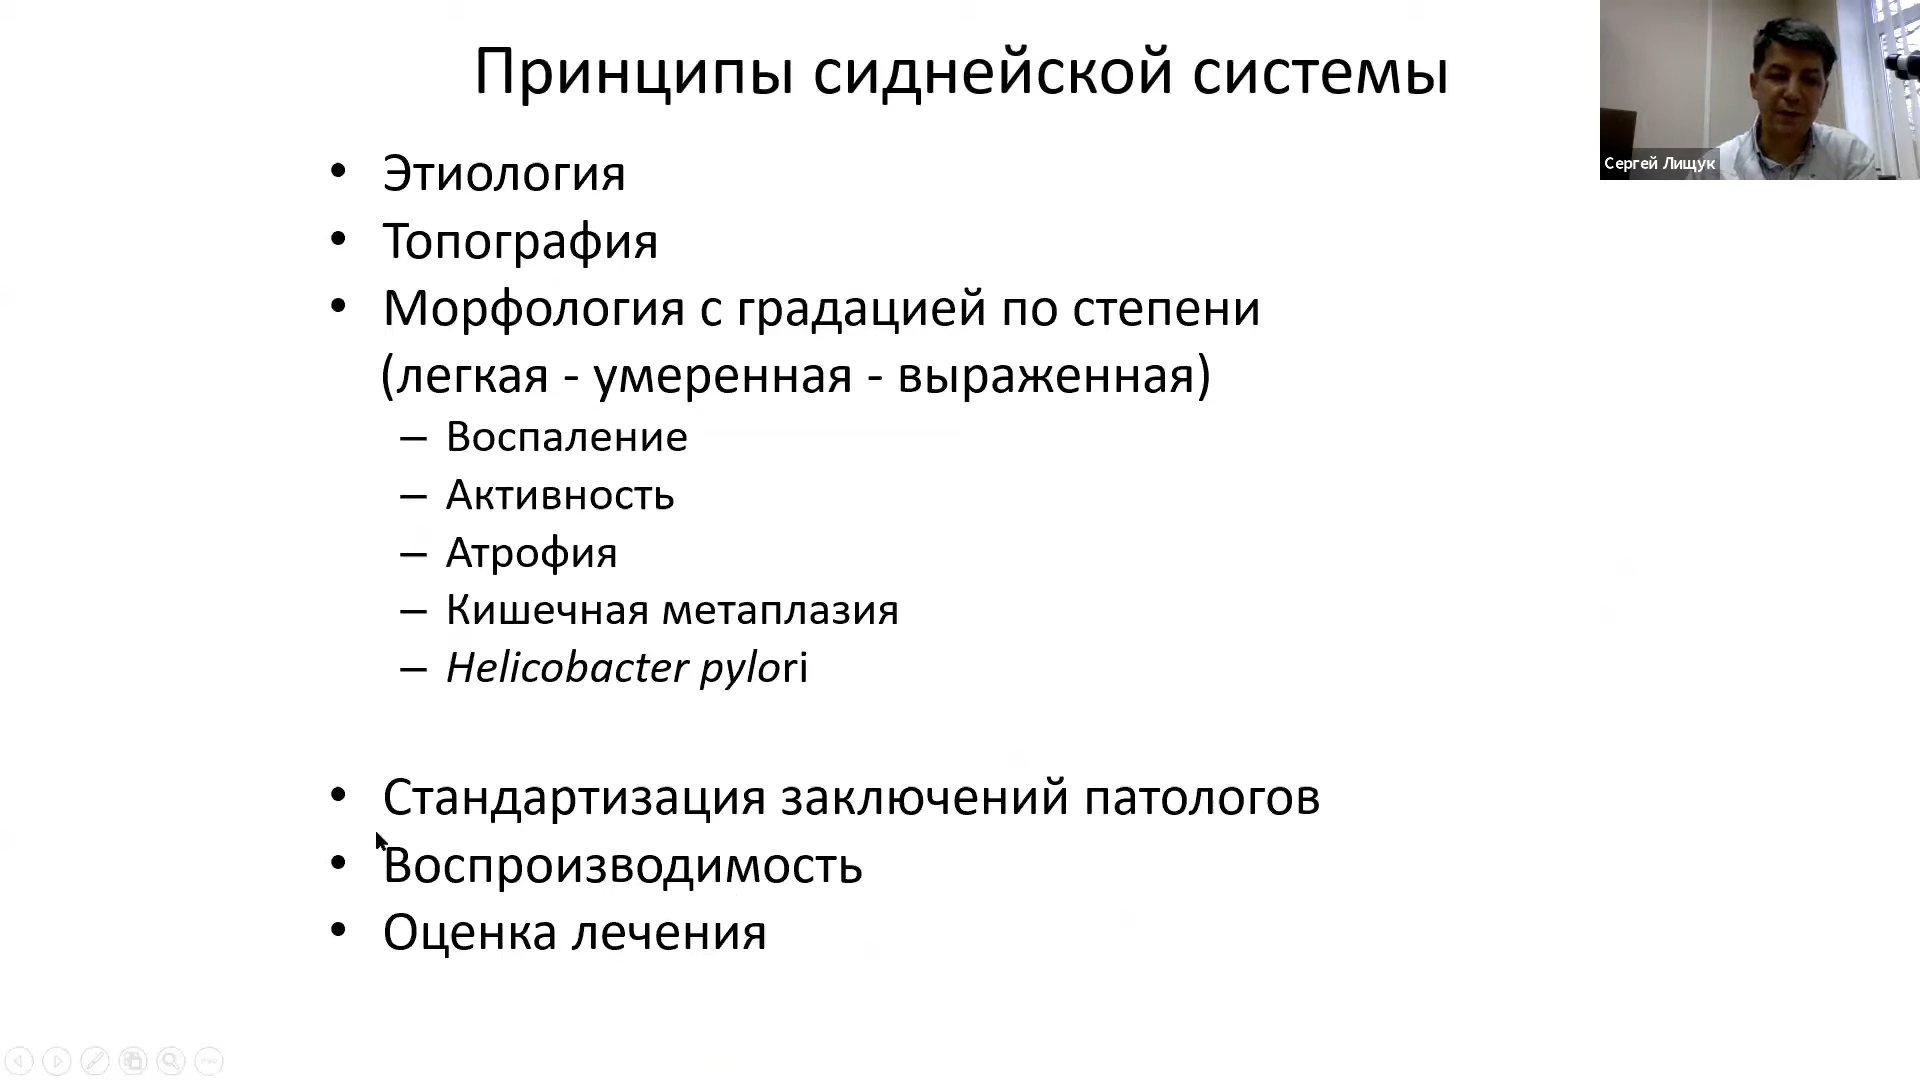 Принципы сиднейской системы
Сергей Лищук
• Этиология
• Топография
• Морфология с градацией по степени
(легкая - умеренная - выраженная)
– Воспаление
– Активность
– Атрофия
– Кишечная метаплазия
– Helicobacter pylori
• Стандартизация заключений патологов
• Воспроизводимость
• Оценка лечения